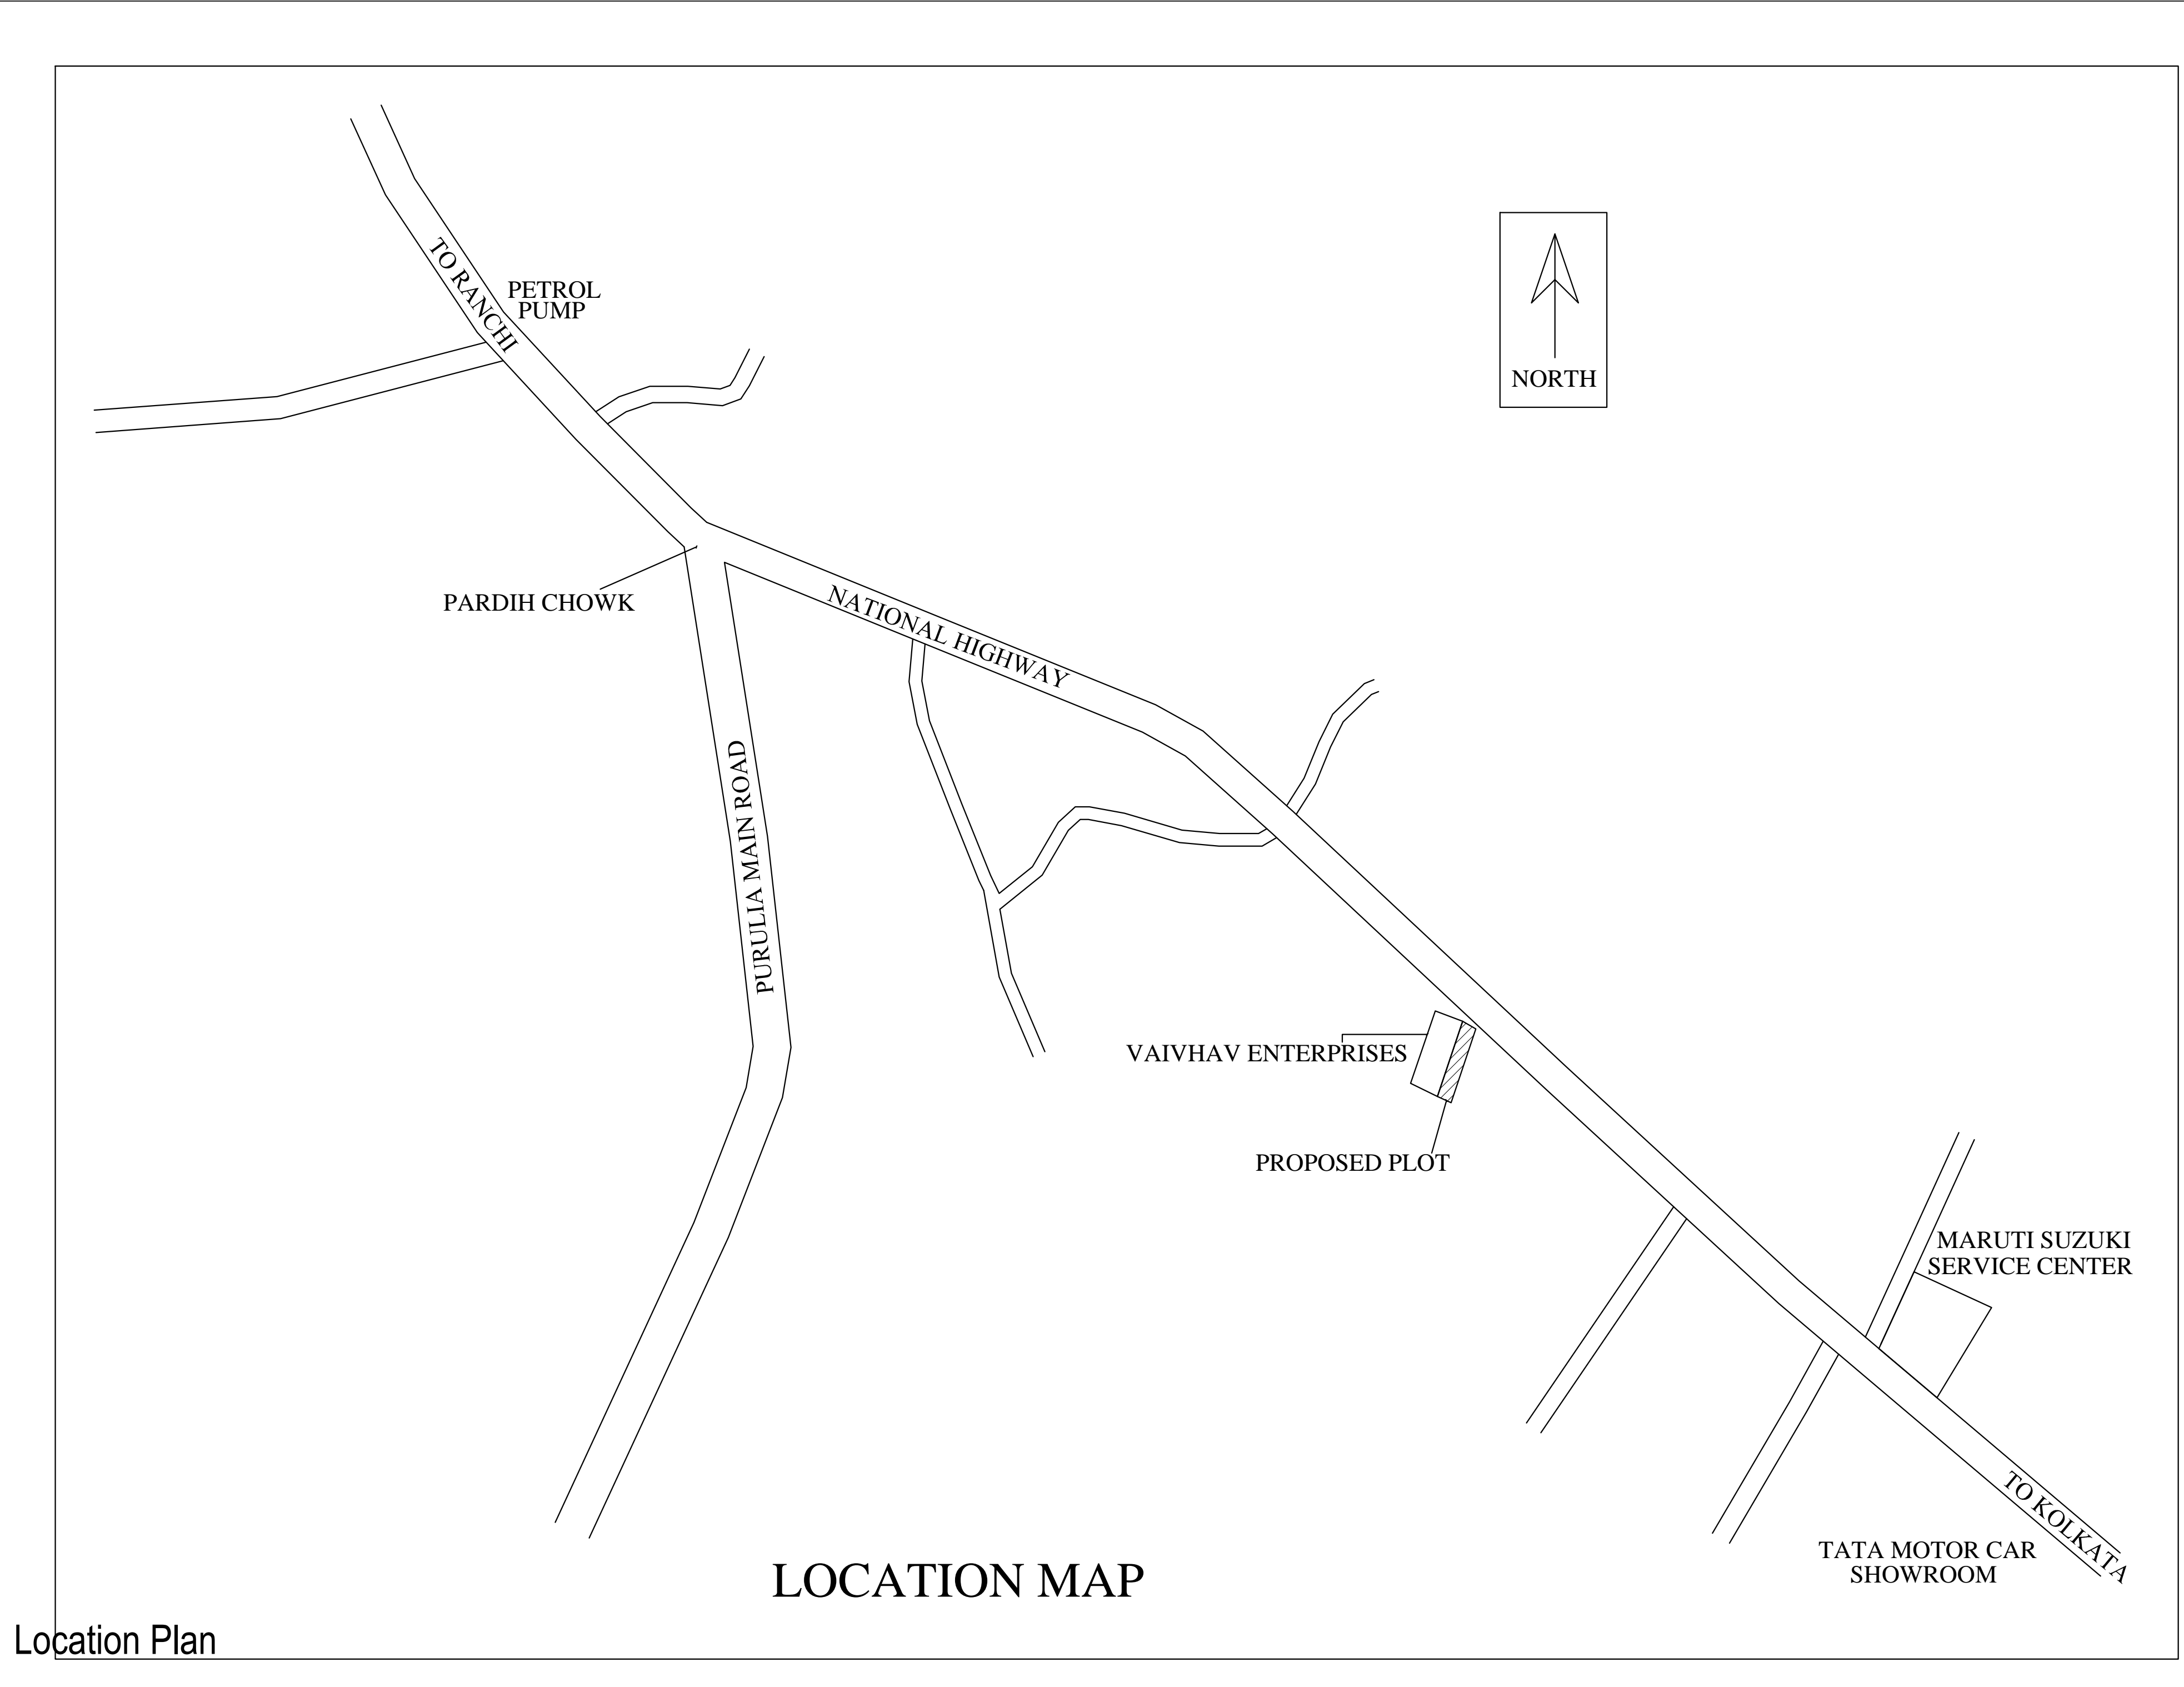 TO RANCHI
PETROL
PUMP
NORTH
PARDIH CHOWK
NATIONAL HIGHWAY
PURULIA MAIN ROAD
VAIVHAV ENTERPRISES
PROPOSED PLOT
MARUTI SUZUKI
SERVICE CENTER
TO KOLKATA
TATA MOTOR CAR
SHOWROOM
LOCATION MAP
Location Plan